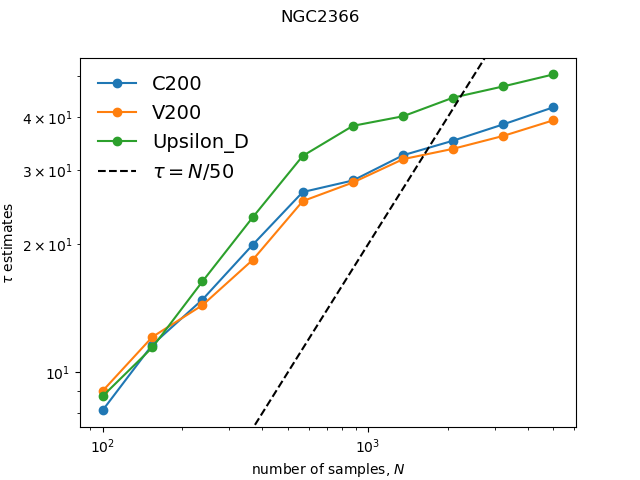 NGC2366
C200
V200
Upsilon_D
τ = N/50
4 × 10¹
3 × 10¹
2 × 10¹
10¹
τ estimates
10² 10³
number of samples, N